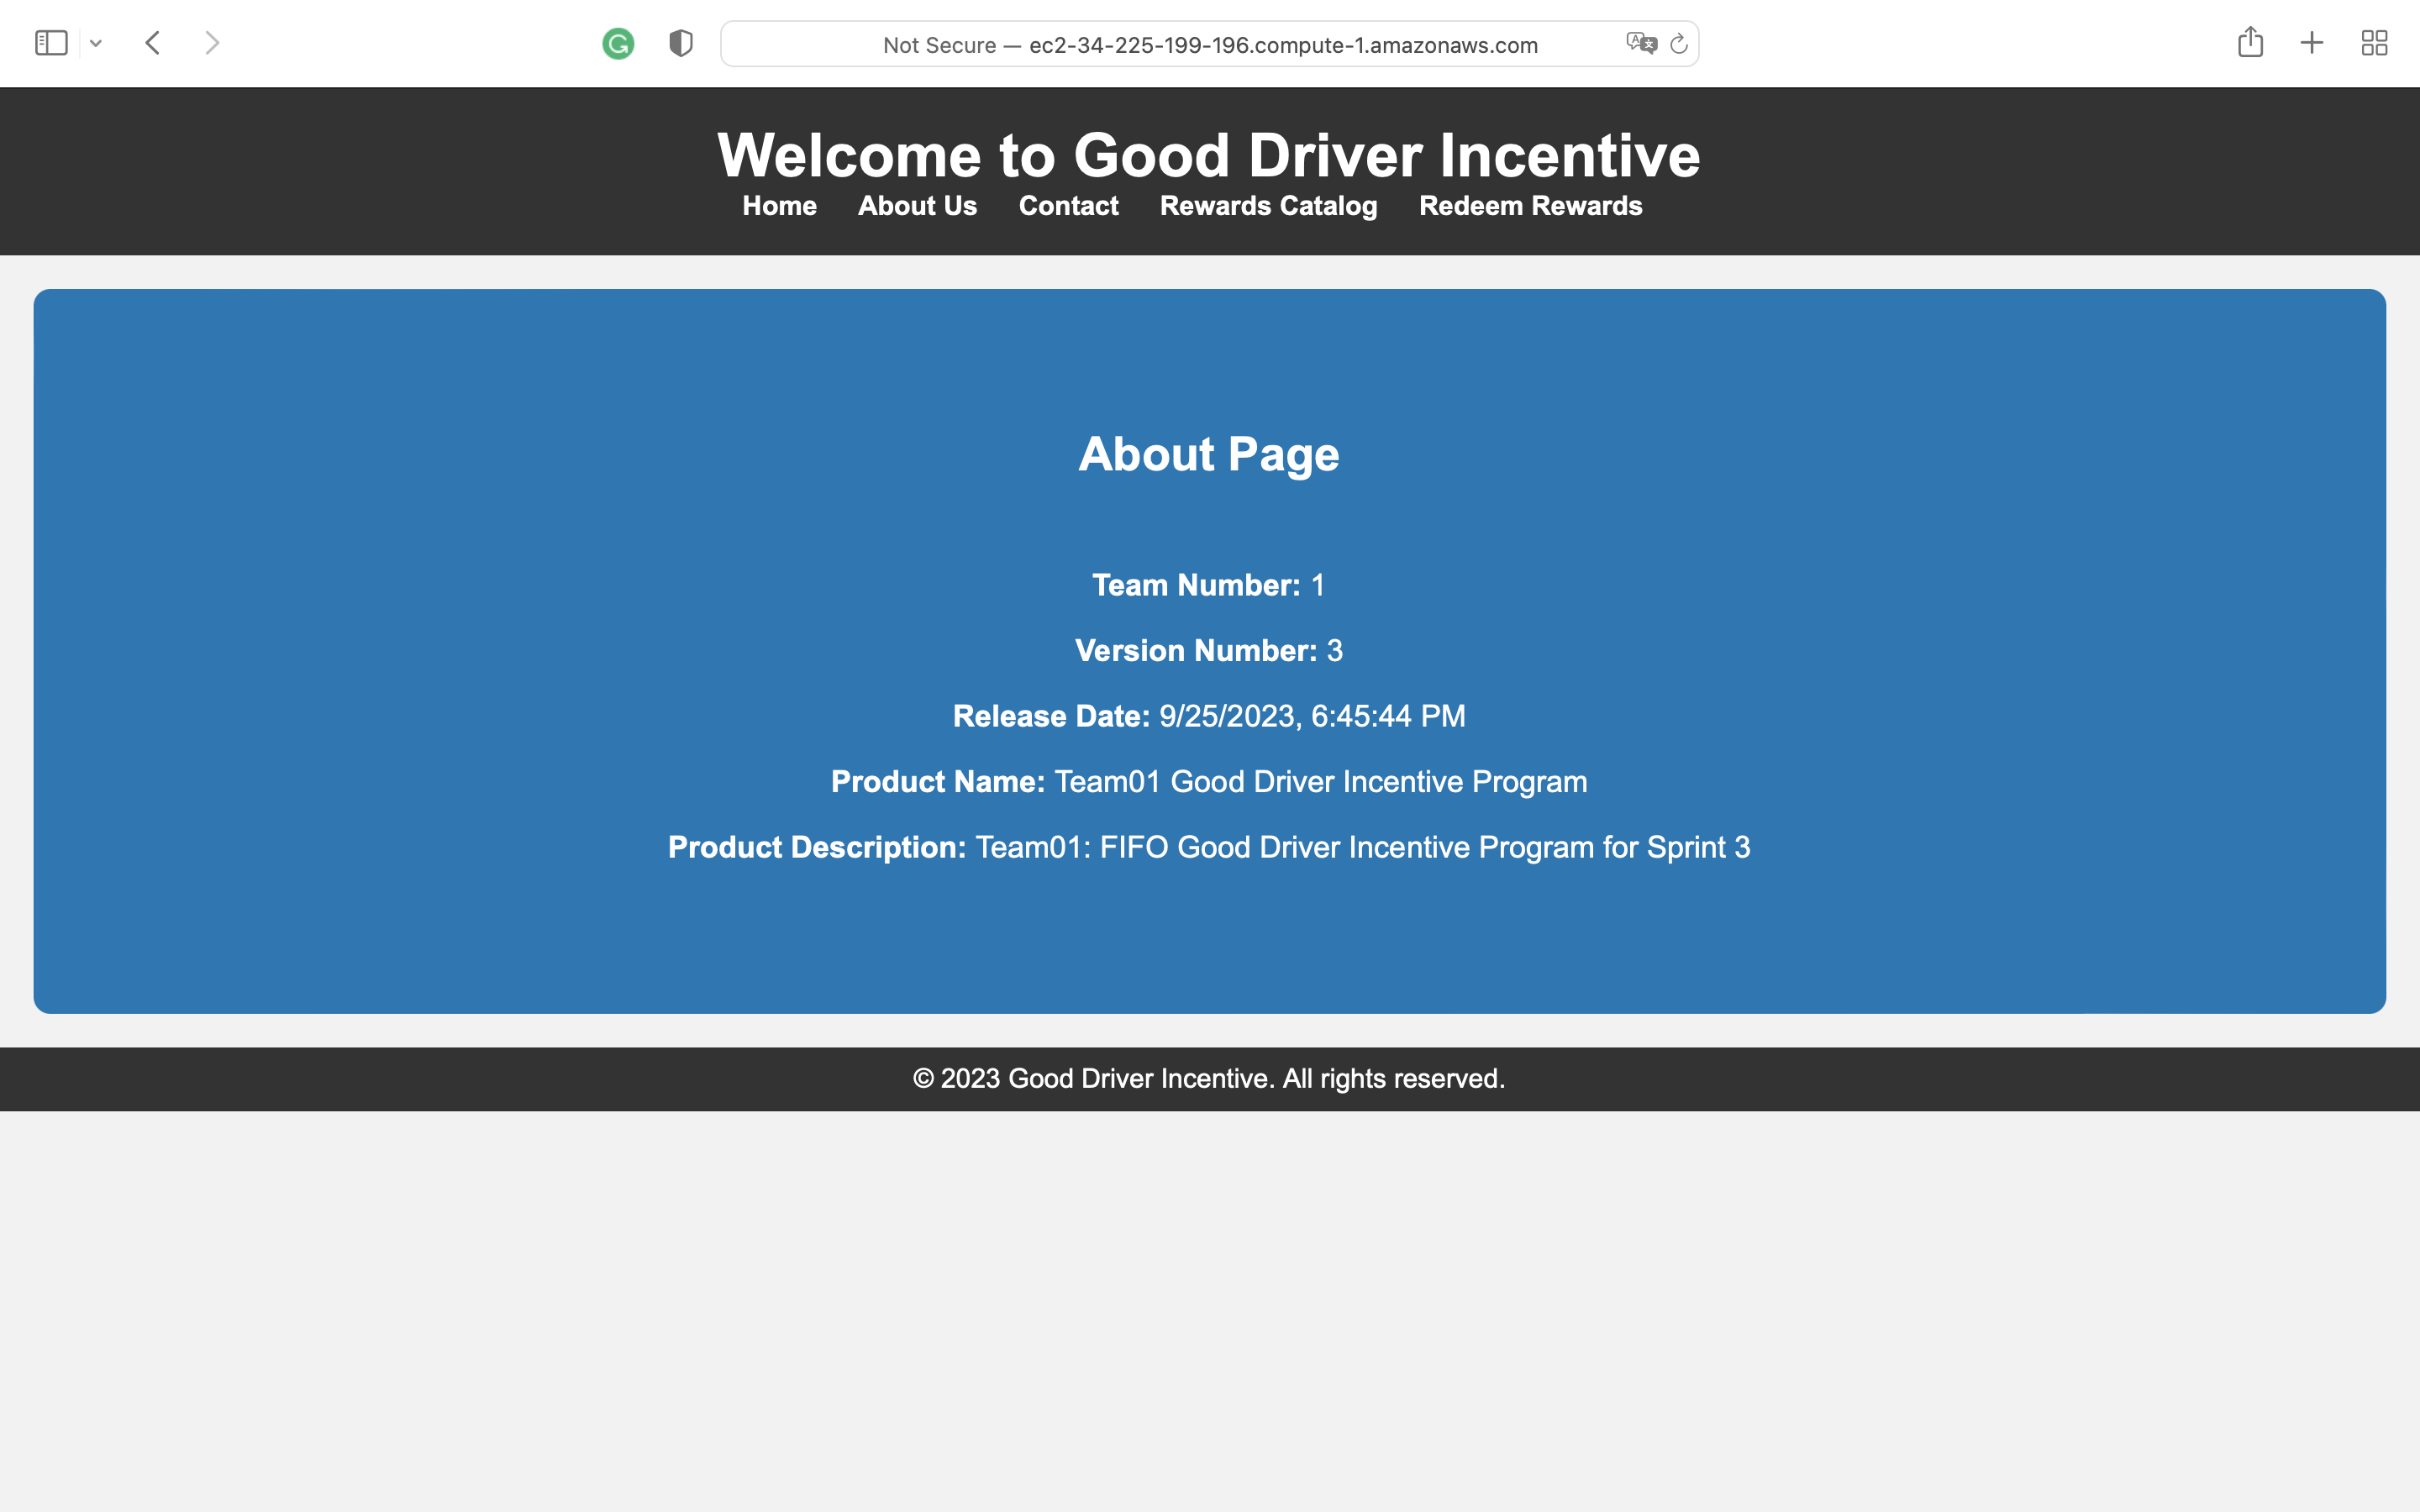 Not Secure — ec2-34-225-199-196.compute-1.amazonaws.com
Welcome to Good Driver Incentive
Home About Us Contact Rewards Catalog Redeem Rewards
About Page
Team Number: 1
Version Number: 3
Release Date: 9/25/2023, 6:45:44 PM
Product Name: Team01 Good Driver Incentive Program
Product Description: Team01: FIFO Good Driver Incentive Program for Sprint 3
© 2023 Good Driver Incentive. All rights reserved.